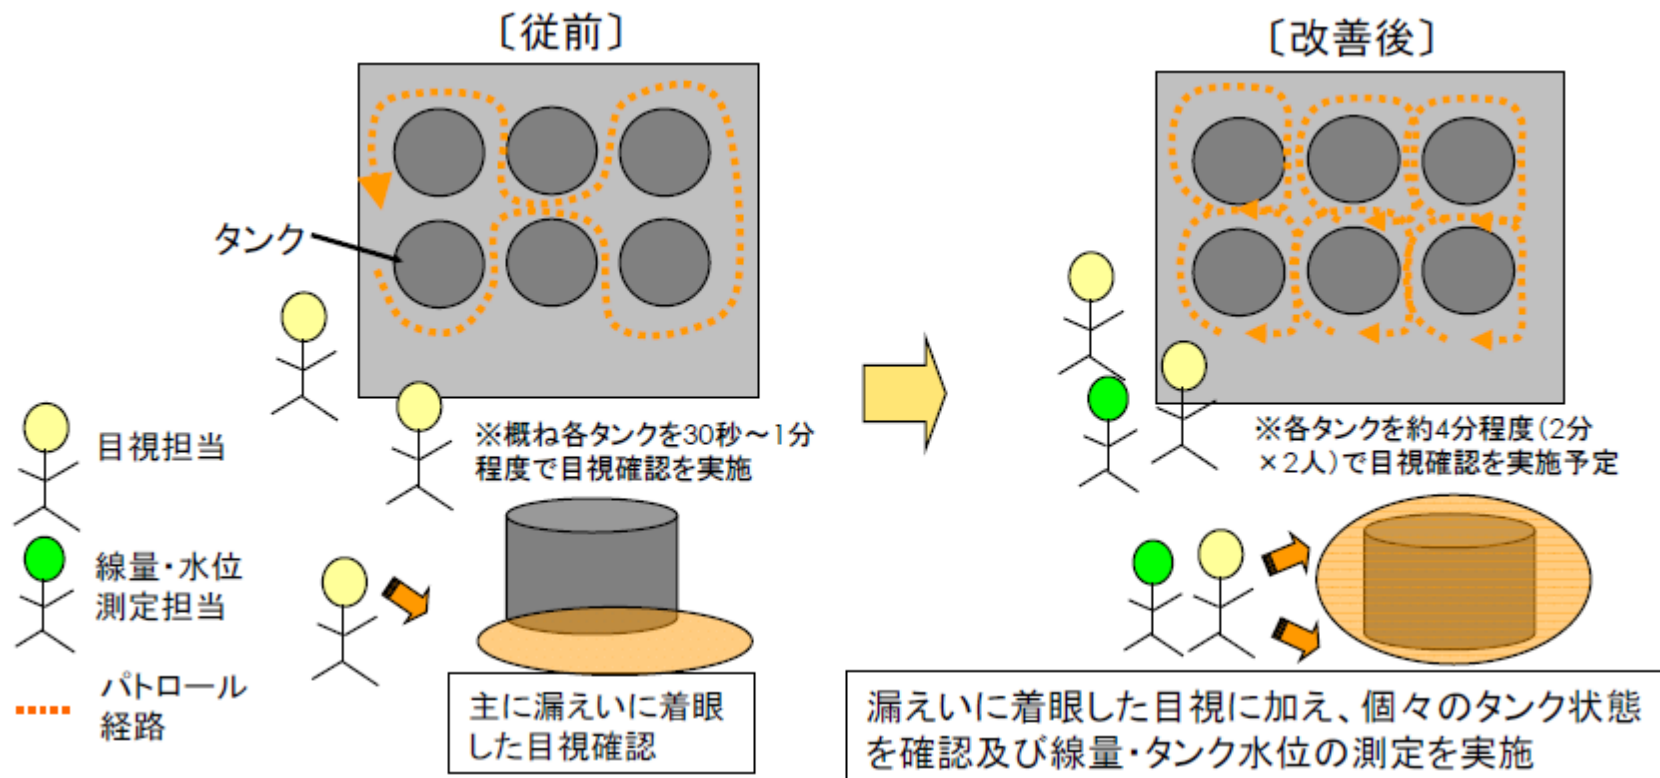 〔従前〕
タンク
※概ね各タンクを30秒～1分
程度で目視確認を実施
目視担当
線量・水位
測定担当
パトロール
経路
主に漏えいに着眼
した目視確認
〔改善後〕
※各タンクを約4分程度（2分
×2人）で目視確認を実施予定
漏えいに着眼した目視に加え、個々のタンク状態
を確認及び線量・タンク水位の測定を実施